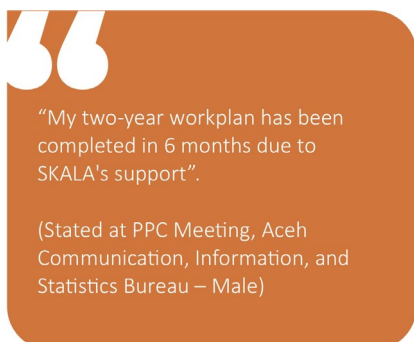 “My two-year workplan has been
completed in 6 months due to
SKALA's support”.
(Stated at PPC Meeting, Aceh
Communication, Information, and
Statistics Bureau – Male)